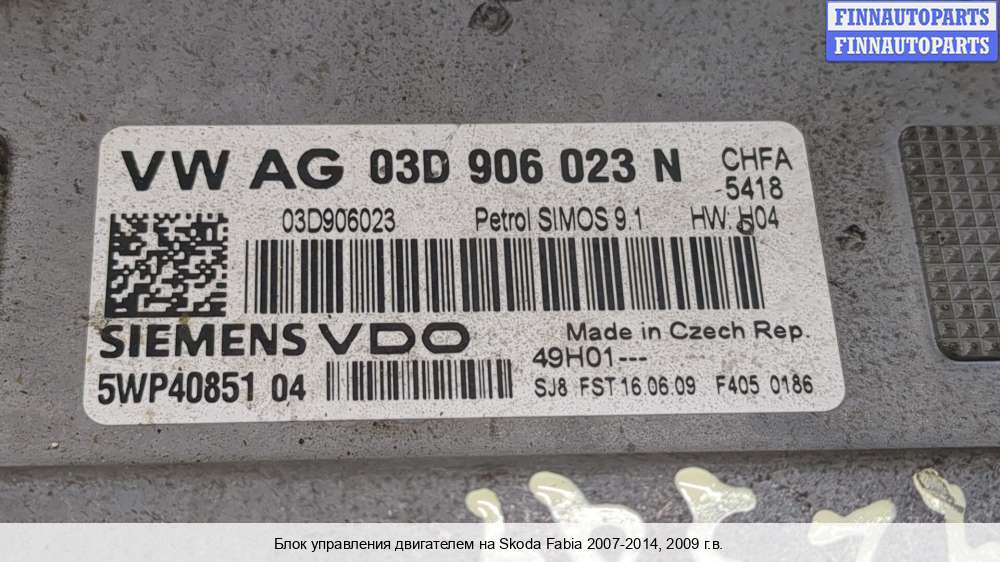 FINNAUTOPARTS
FINNAUTOPARTS
VW AG 03D 906 023 N CHFA
5418
03D906023 Petrol SIMOS 9.1 HW: H04
SIEMENS VDO Made in Czech Rep.
49H01---
5WP40851 04 SJ8 FST 16.06.09 F405 0186
Блок управления двигателем на Skoda Fabia 2007-2014, 2009 г.в.